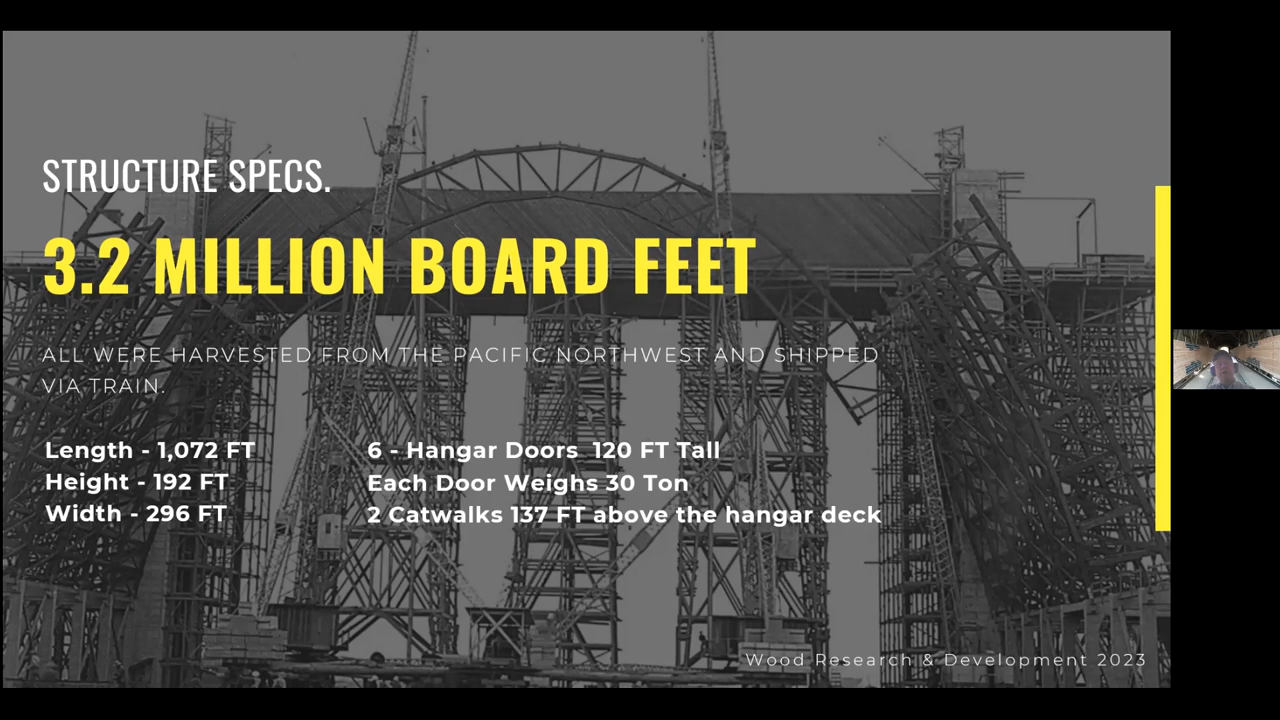 STRUCTURE SPECS.
3.2 MILLION BOARD FEET
ALL WERE HARVESTED FROM THE PACIFIC NORTHWEST AND SHIPPED
VIA TRAIN.
Length - 1,072 FT
Height - 192 FT
Width - 296 FT
6 - Hangar Doors 120 FT Tall
Each Door Weighs 30 Ton
2 Catwalks 137 FT above the hangar deck
Wood Research & Development 2023